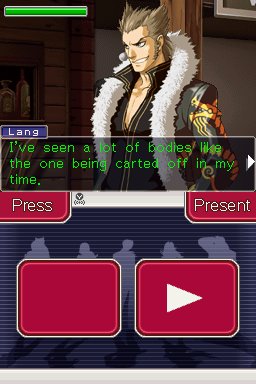 Lang
I've seen a lot of bodies like
the one being carted off in my
time.
Press
Present